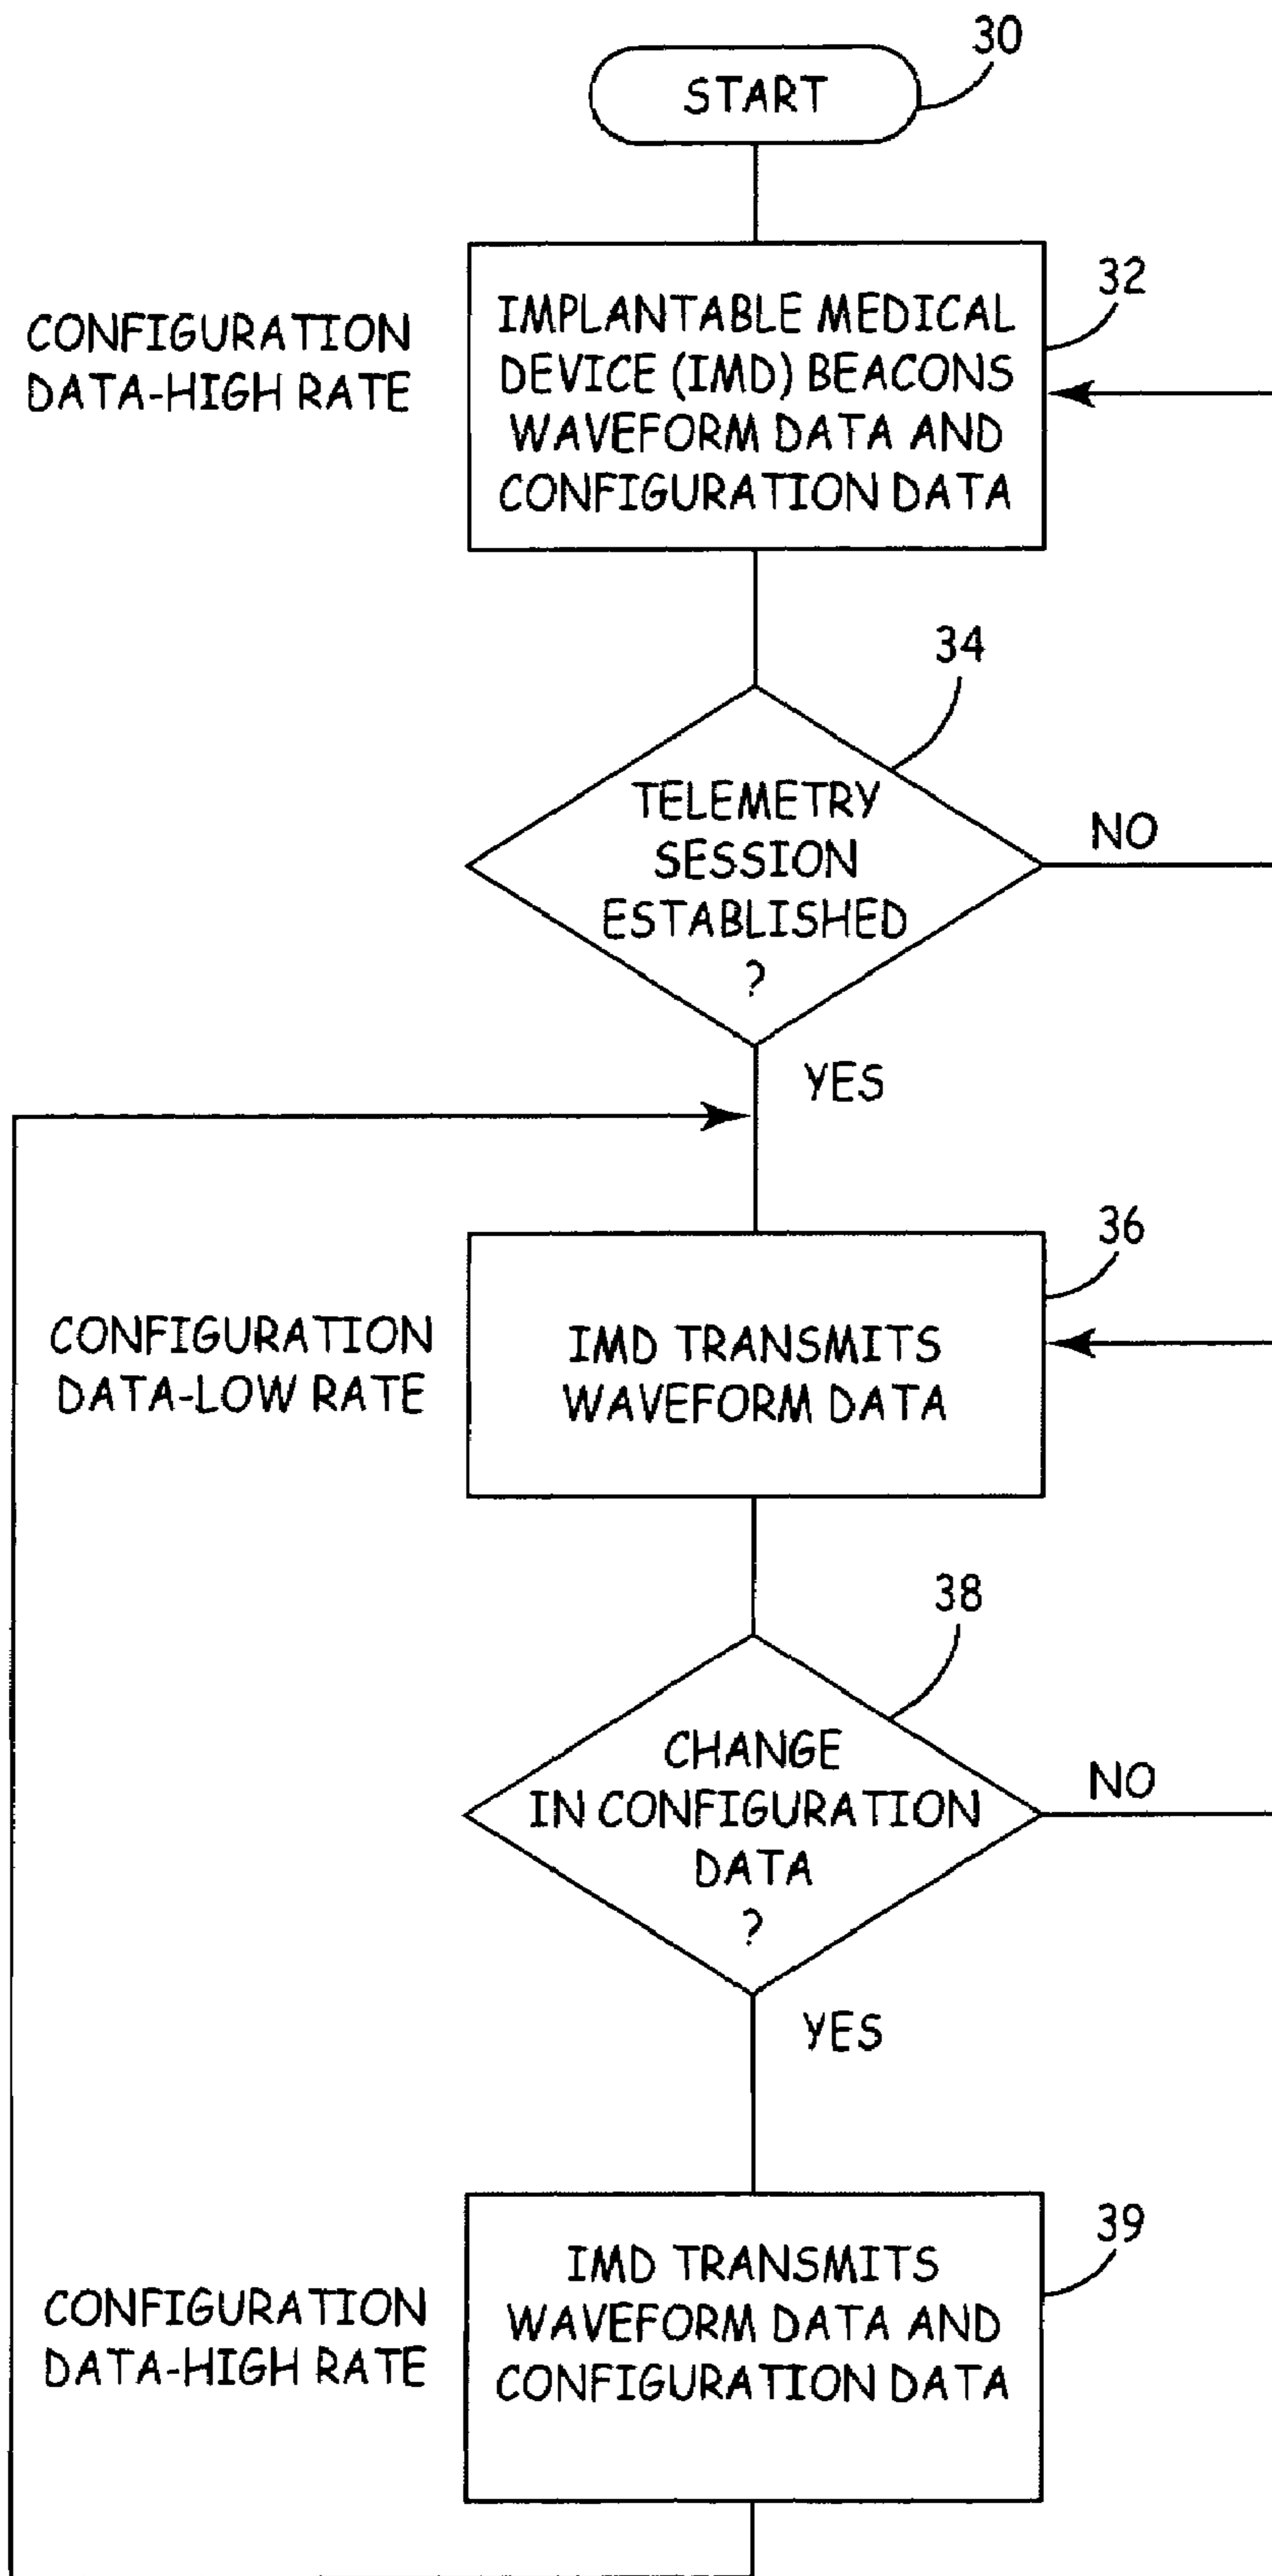 30
START
32
CONFIGURATION
DATA-HIGH RATE
IMPLANTABLE MEDICAL
DEVICE (IMD) BEACONS
WAVEFORM DATA AND
CONFIGURATION DATA
34
TELEMETRY
SESSION
ESTABLISHED
?
NO
YES
36
CONFIGURATION
DATA-LOW RATE
IMD TRANSMITS
WAVEFORM DATA
38
CHANGE
IN CONFIGURATION
DATA
?
NO
YES
39
CONFIGURATION
DATA-HIGH RATE
IMD TRANSMITS
WAVEFORM DATA AND
CONFIGURATION DATA